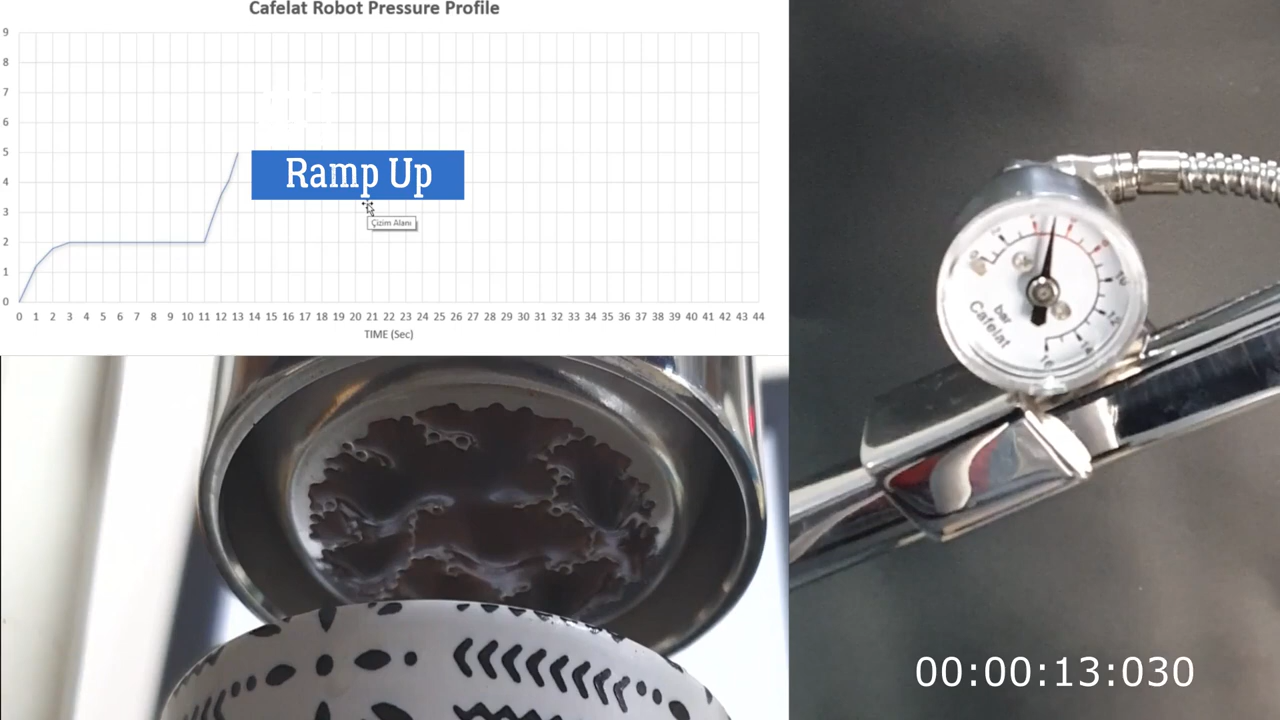 Cafelat Robot Pressure Profile
9
8
7
6
5
4
3
2
1
0
Ramp Up
Çizim Alanı
0 1 2 3 4 5 6 7 8 9 10 11 12 13 14 15 16 17 18 19 20 21 22 23 24 25 26 27 28 29 30 31 32 33 34 35 36 37 38 39 40 41 42 43 44
TIME (Sec)
bar
Cafelat
00:00:13:030